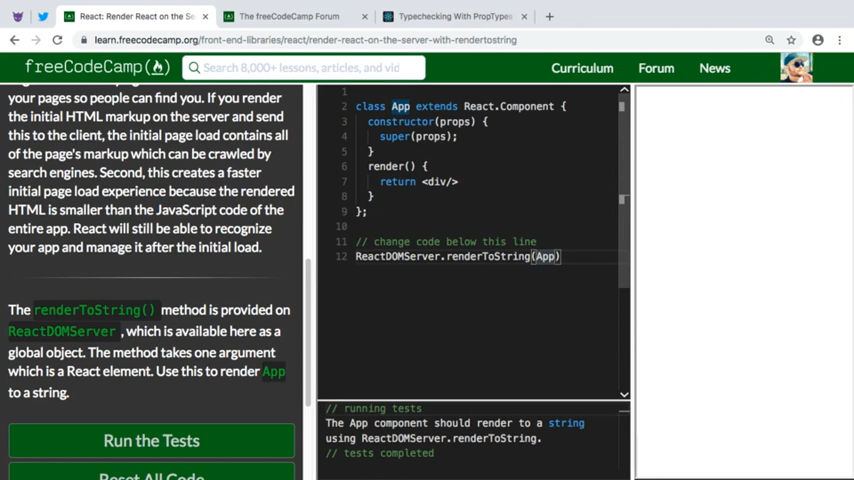 React: Render React on the Se
The freeCodeCamp Forum
Typechecking With PropTypes
learn.freecodecamp.org/front-end-libraries/react/render-react-on-the-server-with-rendertostring
freeCodeCamp
Search 8,000+ lessons, articles, and vid
Curriculum
Forum
News
your pages so people can find you. If you render
the initial HTML markup on the server and send
this to the client, the initial page load contains all
of the page's markup which can be crawled by
search engines. Second, this creates a faster
initial page load experience because the rendered
HTML is smaller than the JavaScript code of the
entire app. React will still be able to recognize
your app and manage it after the initial load.
The renderToString() method is provided on
ReactDOMServer , which is available here as a
global object. The method takes one argument
which is a React element. Use this to render App
to a string.
Run the Tests
Reset All Code
1
2 class App extends React.Component {
3 constructor(props) {
4 super(props);
5 }
6 render() {
7 return <div/>
8 }
9 };
10
11 // change code below this line
12 ReactDOMServer.renderToString(App)
// running tests
The App component should render to a string
using ReactDOMServer.renderToString.
// tests completed